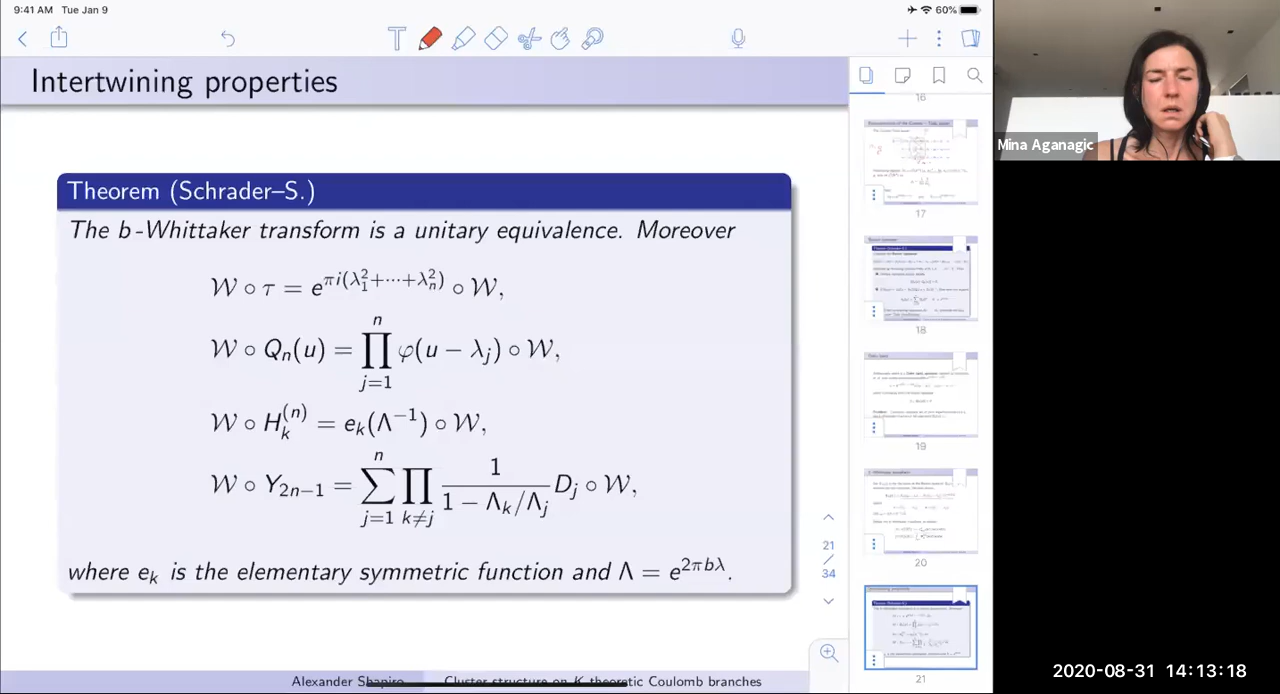 9:41 AM Tue Jan 9
60%
Intertwining properties
Theorem (Schrader–S.)
The b-Whittaker transform is a unitary equivalence. Moreover
𝒲 ∘ τ = e^{πi(λ_1^2+⋯+λ_n^2)} ∘ 𝒲,
𝒲 ∘ Q_n(u) = ∏_{j=1}^{n} φ(u − λ_j) ∘ 𝒲,
𝒲 ∘ H_k^{(n)} = e_k(Λ^{-1}) ∘ 𝒲,
𝒲 ∘ Y_{2n−1} = ∑_{j=1}^{n} ∏_{k≠j} 1/(1 − Λ_k/Λ_j) D_j ∘ 𝒲,
where e_k is the elementary symmetric function and Λ = e^{2πbλ}.
21
/
34
Alexander Shapiro Cluster structure on K-theoretic Coulomb branches
16
17
18
Toda
19
20
21
Mina Aganagic
2020-08-31 14:13:18